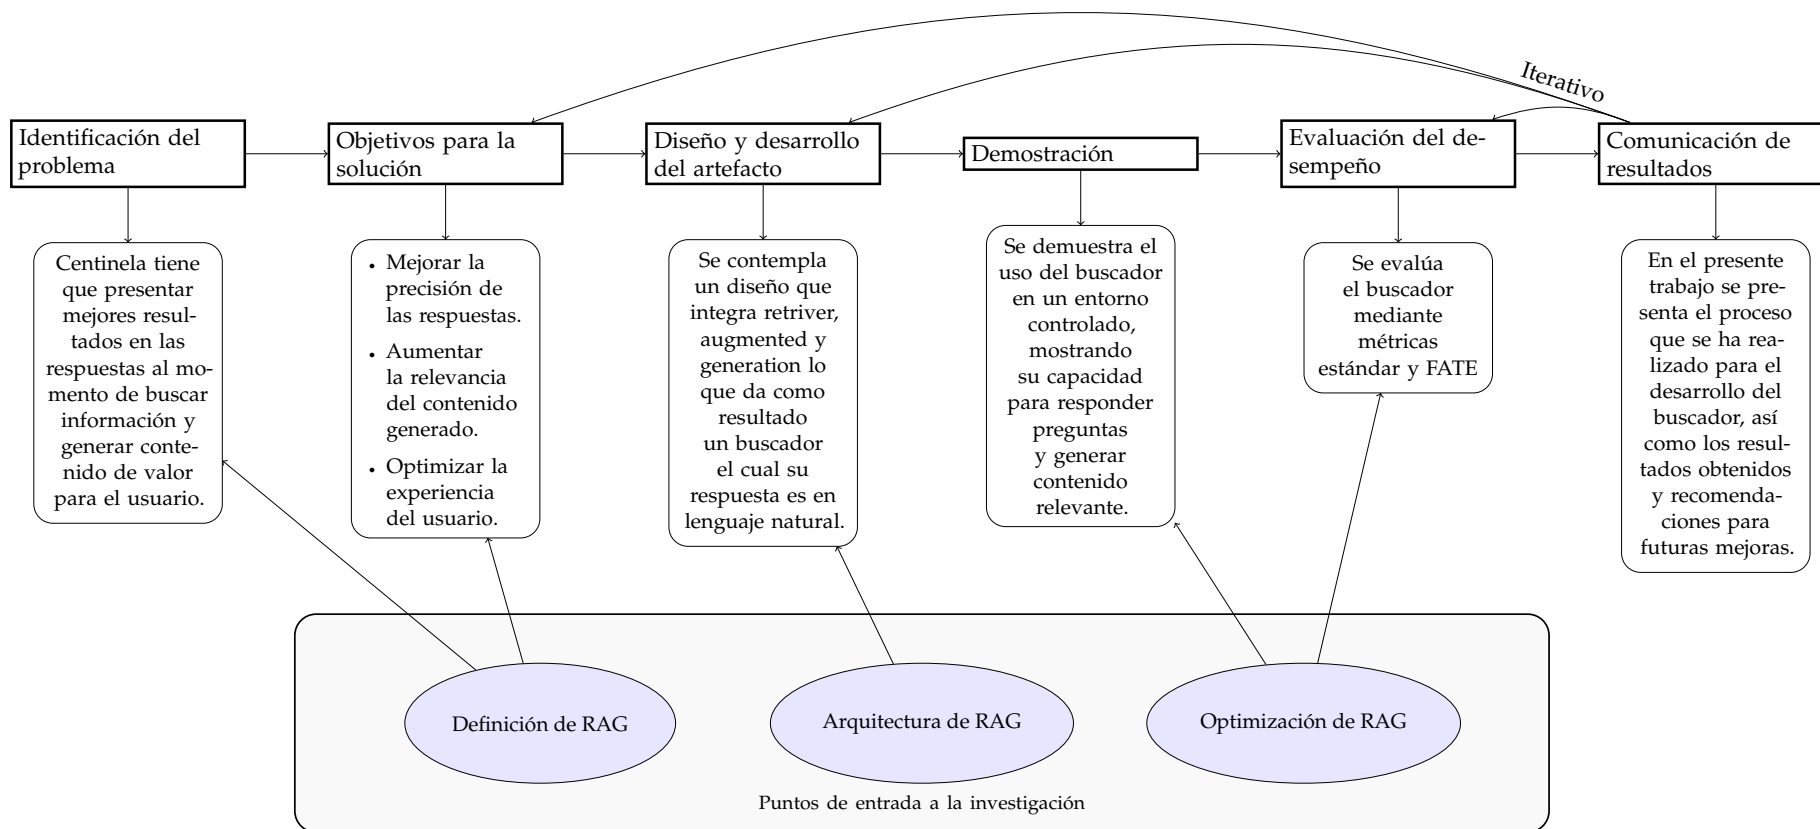 Iterativo
Identificación del
problema
Objetivos para la
solución
Diseño y desarrollo
del artefacto
Demostración
Evaluación del de-
sempeño
Comunicación de
resultados
Centinela tiene
que presentar
mejores resul-
tados en las
respuestas al mo-
mento de buscar
información y
generar conte-
nido de valor
para el usuario.
• Mejorar la
precisión de
las respuestas.
• Aumentar
la relevancia
del contenido
generado.
• Optimizar la
experiencia
del usuario.
Se contempla
un diseño que
integra retriver,
augmented y
generation lo
que da como
resultado
un buscador
el cual su
respuesta es en
lenguaje natural.
Se demuestra el
uso del buscador
en un entorno
controlado,
mostrando
su capacidad
para responder
preguntas
y generar
contenido
relevante.
Se evalúa
el buscador
mediante
métricas
estándar y FATE
En el presente
trabajo se pre-
senta el proceso
que se ha rea-
lizado para el
desarrollo del
buscador, así
como los resul-
tados obtenidos
y recomenda-
ciones para
futuras mejoras.
Definición de RAG
Arquitectura de RAG
Optimización de RAG
Puntos de entrada a la investigación